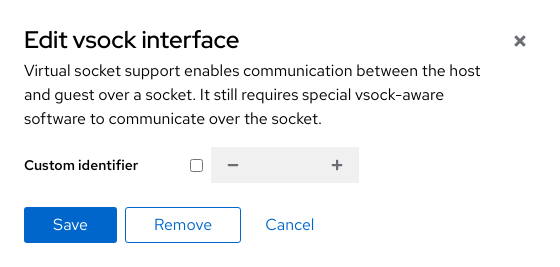 Edit vsock interface
Virtual socket support enables communication between the host
and guest over a socket. It still requires special vsock-aware
software to communicate over the socket.
Custom identifier
Save Remove Cancel